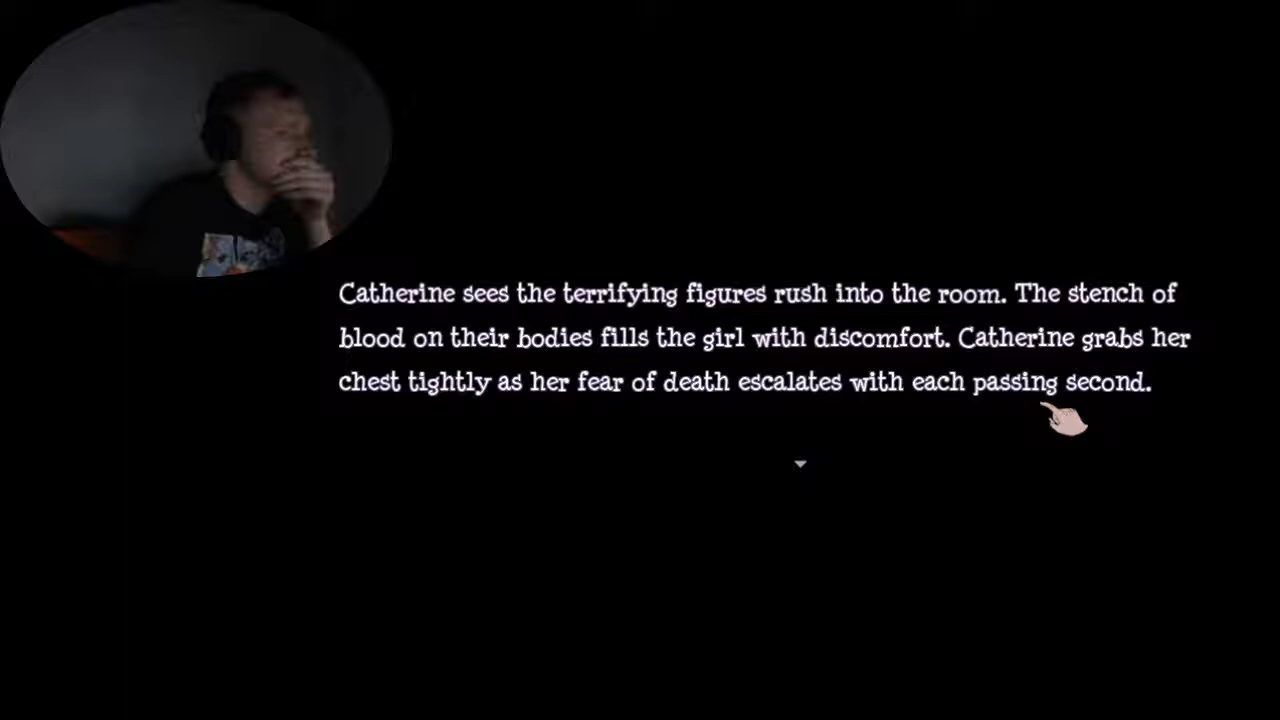 Catherine sees the terrifying figures rush into the room. The stench of
blood on their bodies fills the girl with discomfort. Catherine grabs her
chest tightly as her fear of death escalates with each passing second.